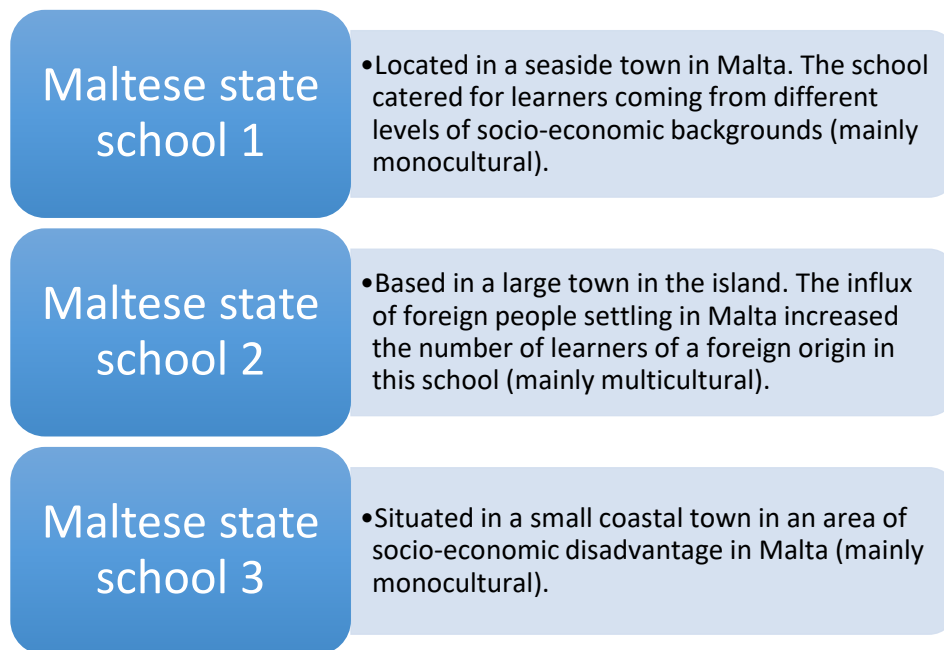 Maltese state
school 1
•Located in a seaside town in Malta. The school
catered for learners coming from different
levels of socio-economic backgrounds (mainly
monocultural).
Maltese state
school 2
•Based in a large town in the island. The influx
of foreign people settling in Malta increased
the number of learners of a foreign origin in
this school (mainly multicultural).
Maltese state
school 3
•Situated in a small coastal town in an area of
socio-economic disadvantage in Malta (mainly
monocultural).